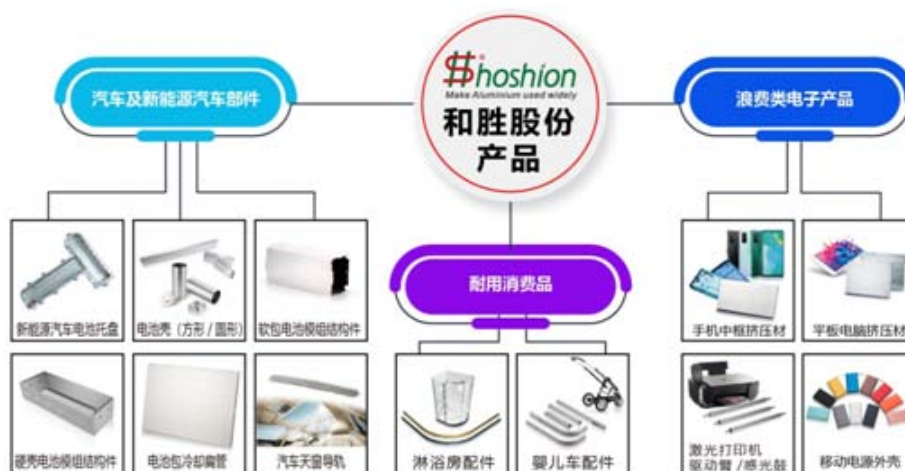 hoshion
Make Aluminium used widely
和胜股份
产品
汽车及新能源汽车部件
浪费类电子产品
耐用消费品
新能源汽车电池托盘
电池壳（方形/圆形）
软包电池模组结构件
手机中框挤压材
平板电脑挤压材
硬壳电池模组结构件
电池包冷却扁管
汽车天窗导轨
淋浴房配件
婴儿车配件
激光打印机
驱动臂/感光鼓
移动电源外壳